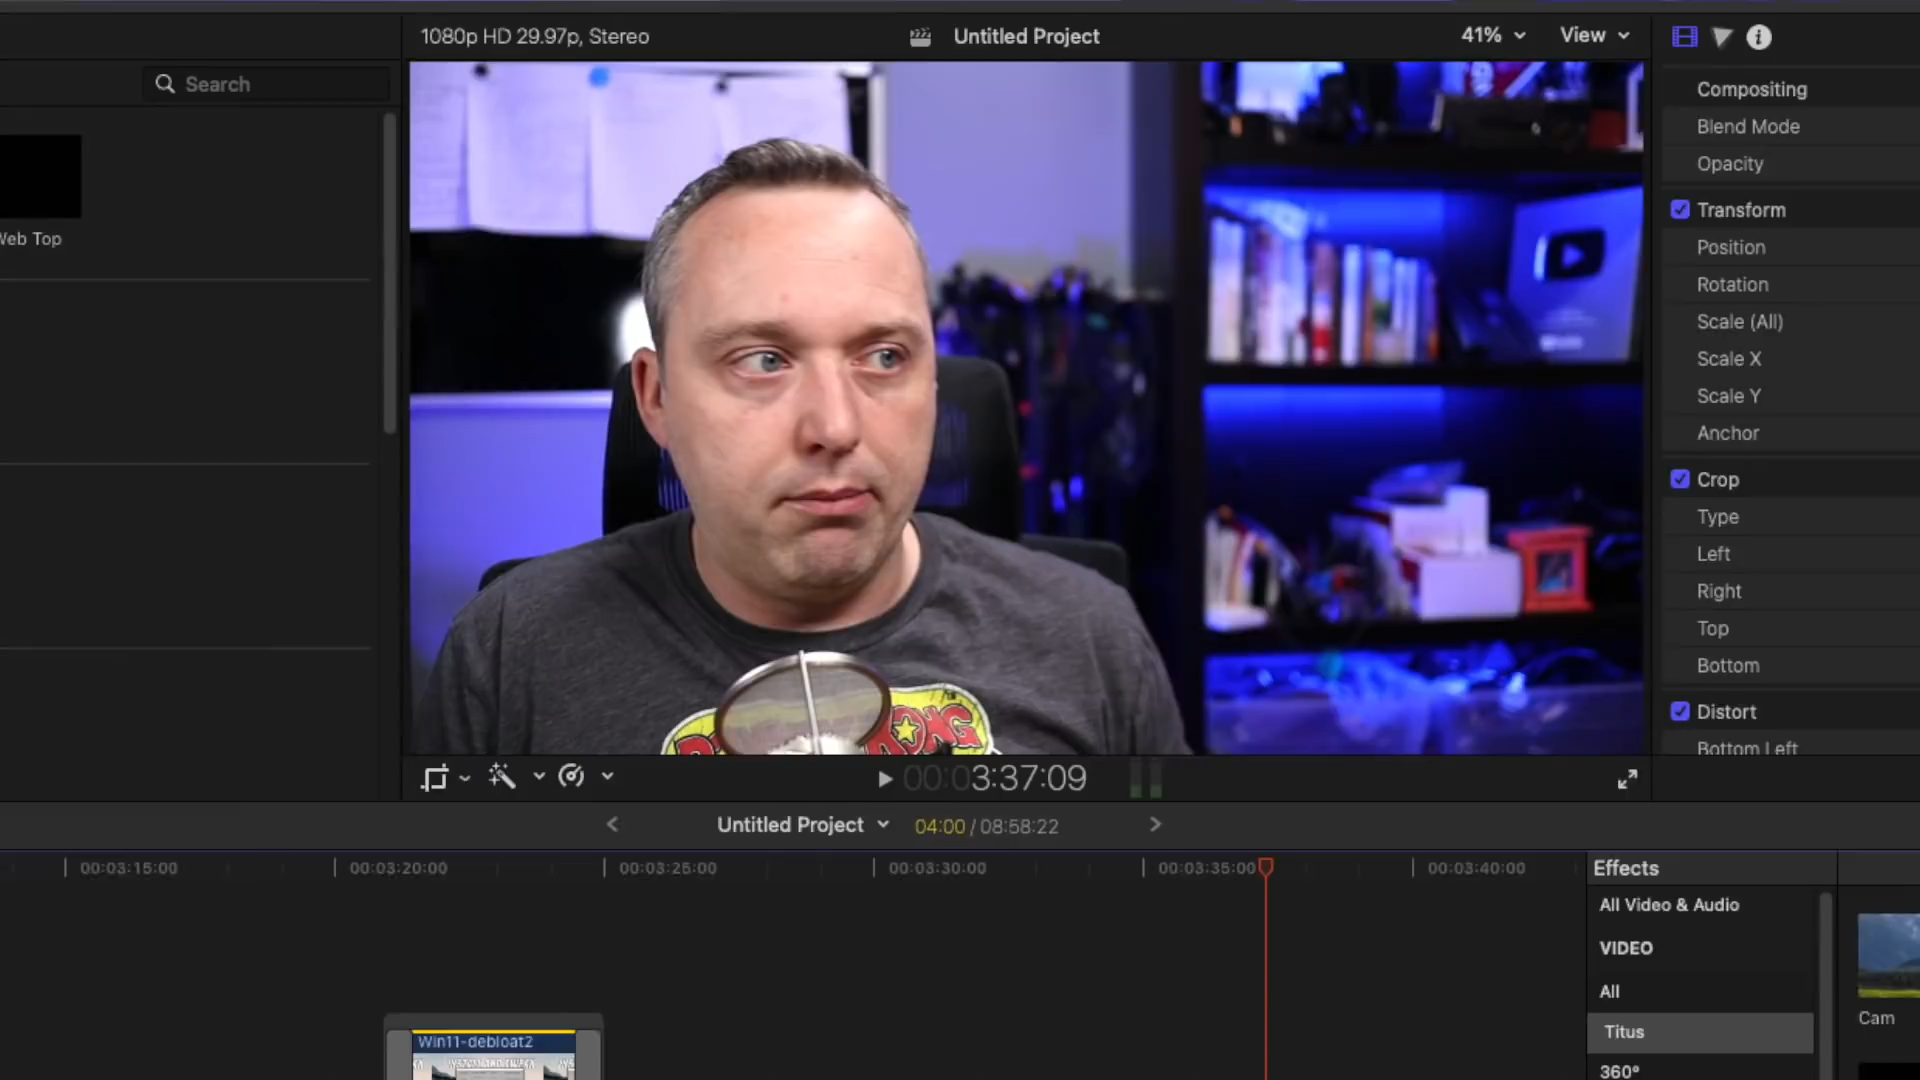 1080p HD 29.97p, Stereo
Untitled Project
41%
View
Search
Web Top
Compositing
Blend Mode
Opacity
Transform
Position
Rotation
Scale (All)
Scale X
Scale Y
Anchor
Crop
Type
Left
Right
Top
Bottom
Distort
Bottom Left
00:03:37:09
Untitled Project
04:00 / 08:58:22
00:03:15:00
00:03:20:00
00:03:25:00
00:03:30:00
00:03:35:00
00:03:40:00
Effects
All Video & Audio
VIDEO
All
Titus
360°
Cam
Win11-debloat2